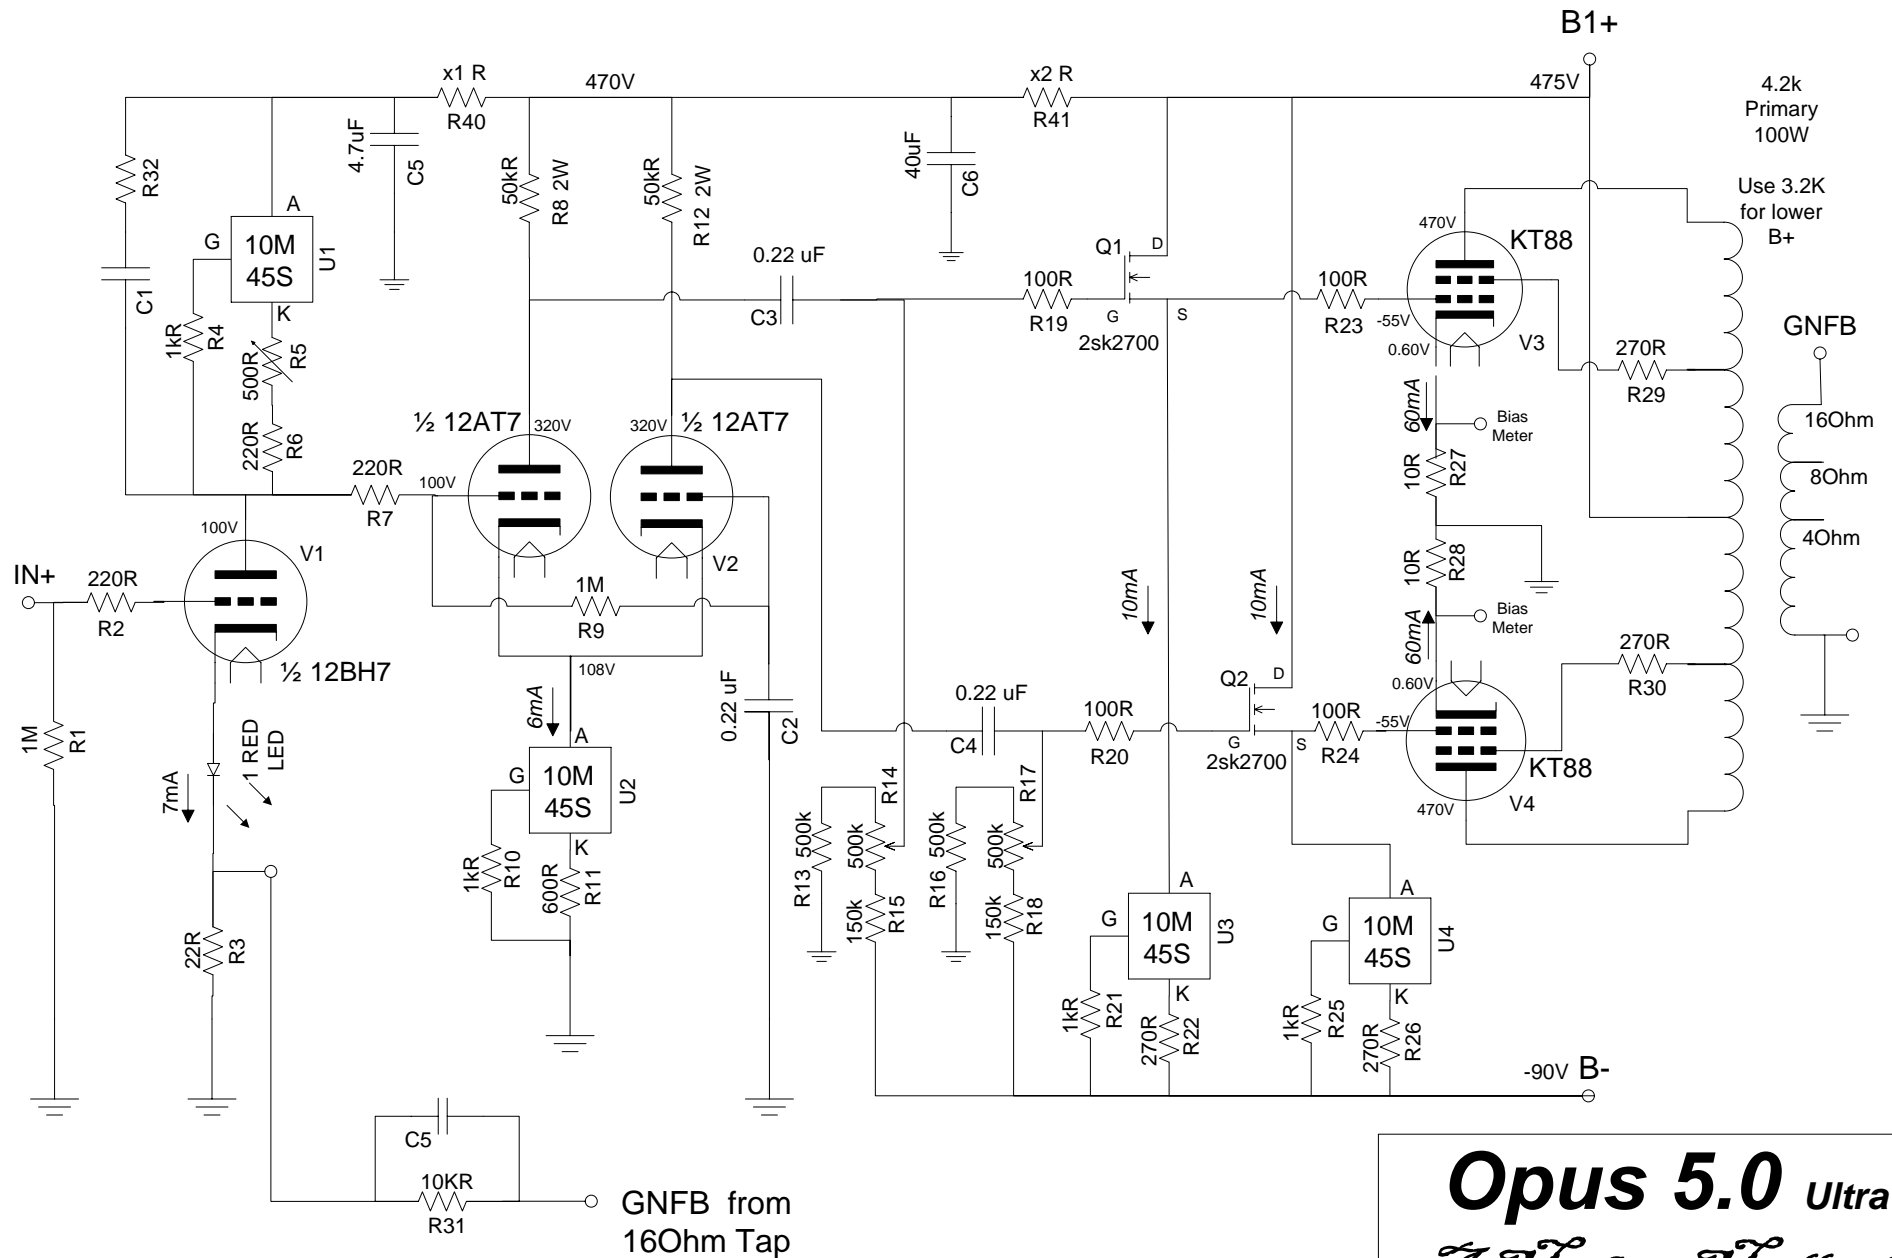 B1+
x1 R
470V
x2 R
475V
R40
R41
4.2k
Primary
100W
4.7uF
C5
R32
50kR
R8 2W
50kR
R12 2W
40uF
C6
Use 3.2K
for lower
B+
A
G
10M
45S
U1
K
0.22 uF
C3
Q1
D
G
S
2sk2700
100R
R19
100R
R23
470V
KT88
-55V
0.60V
V3
GNFB
C1
1kR
R4
500R
R5
220R
R6
270R
R29
16Ohm
8Ohm
4Ohm
½ 12AT7
320V
320V
½ 12AT7
60mA
Bias
Meter
10R
R27
220R
R7
100V
100V
V1
V2
10R
R28
IN+
220R
R2
1M
R9
½ 12BH7
108V
10mA
10mA
60mA
Bias
Meter
270R
R30
0.60V
6mA
0.22 uF
C2
0.22 uF
C4
100R
R20
Q2
D
G
S
2sk2700
100R
R24
-55V
KT88
V4
470V
1M
R1
7mA
1 RED
LED
A
G
10M
45S
U2
K
1kR
R10
600R
R11
R13
500k
500k
R14
150k
R15
R16
500k
500k
R17
150k
R18
22R
R3
A
G
10M
45S
U3
K
A
G
10M
45S
U4
K
1kR
R21
270R
R22
1kR
R25
270R
R26
-90V B-
C5
10KR
R31
GNFB from
16Ohm Tap
Opus 5.0 Ultra